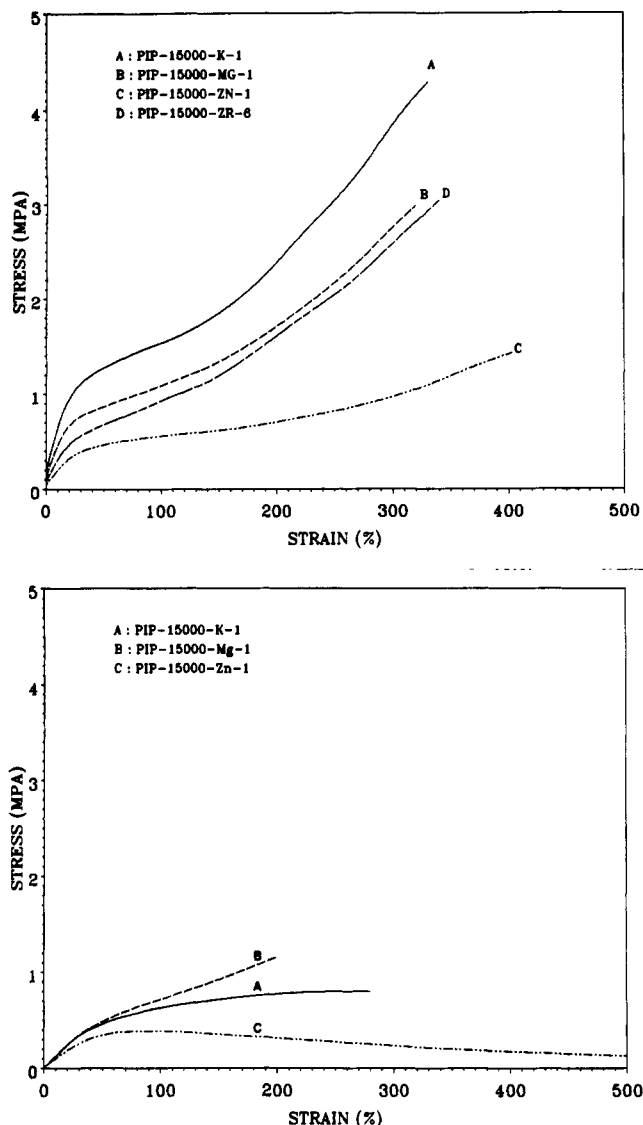 5
4
3
2
1
0
STRESS (MPA)
A : PIP-15000-K-1
B : PIP-15000-MG-1
C : PIP-15000-ZN-1
D : PIP-15000-ZR-6
A
B
D
C
0 100 200 300 400 500
STRAIN (%)
5
4
3
2
1
0
STRESS (MPA)
A : PIP-15000-K-1
B : PIP-15000-Mg-1
C : PIP-15000-Zn-1
B
A
C
0 100 200 300 400 500
STRAIN (%)